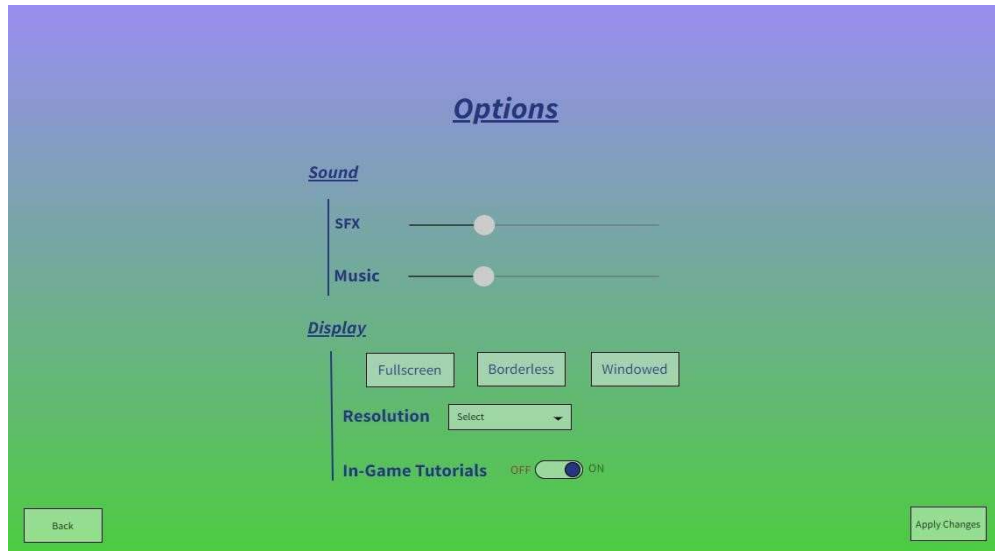 Options
Sound
SFX
Music
Display
Fullscreen Borderless Windowed
Resolution Select
In-Game Tutorials OFF ON
Back Apply Changes